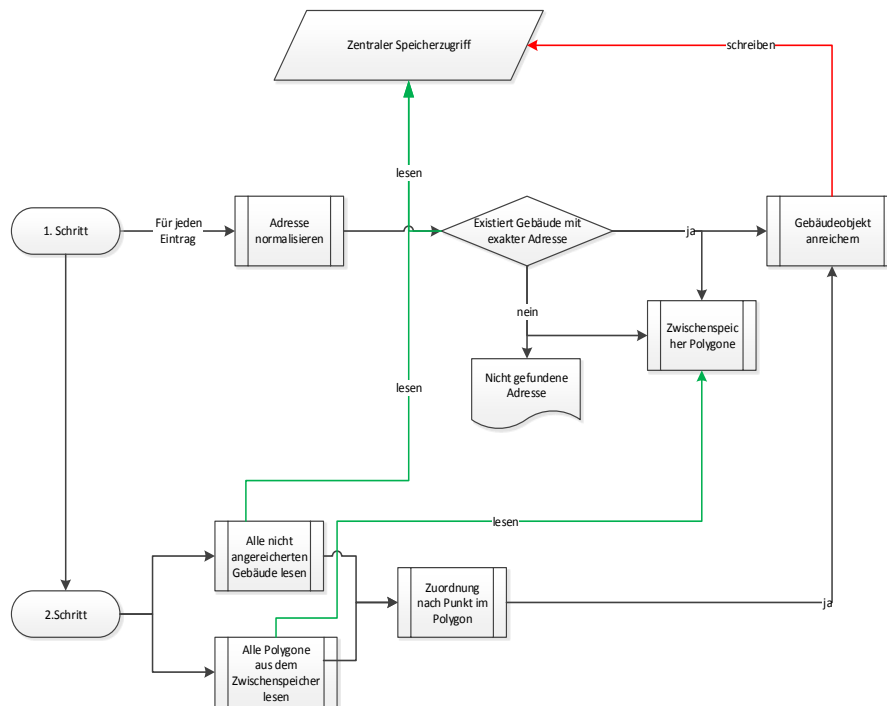 Zentraler Speicherzugriff
schreiben
lesen
1. Schritt
Für jeden
Eintrag
Adresse
normalisieren
Existiert Gebäude mit
exakter Adresse
ja
Gebäudeobjekt
anreichern
nein
Zwischenspeic
her Polygone
Nicht gefundene
Adresse
lesen
lesen
Alle nicht
angereicherten
Gebäude lesen
2.Schritt
Zuordnung
nach Punkt im
Polygon
ja
Alle Polygone
aus dem
Zwischenspeicher
lesen